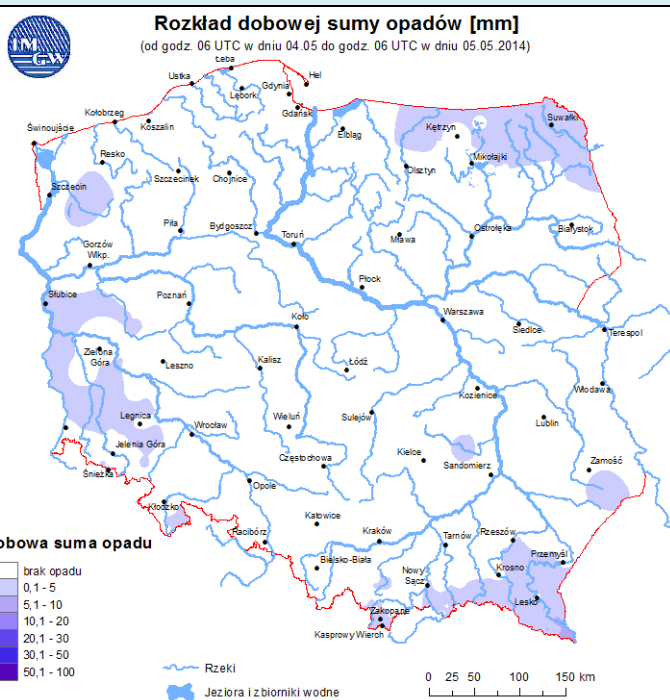 Rozkład dobowej sumy opadów [mm]
(od godz. 06 UTC w dniu 04.05 do godz. 06 UTC w dniu 05.05.2014)
IM
GW
Łeba
Hel
Ustka
Lębork
Gdynia
Gdańsk
Kołobrzeg
Koszalin
Świnoujście
Elbląg
Kętrzyn
Suwałki
Resko
Mikołajki
Olsztyn
Szczecinek
Chojnice
Szczecin
Piła
Bydgoszcz
Toruń
Mława
Ostrołęka
Białystok
Gorzów
Wlkp.
Płock
Słubice
Poznań
Koło
Warszawa
Siedlce
Terespol
Zielona
Góra
Leszno
Kalisz
Łódź
Kozienice
Włodawa
Legnica
Wrocław
Wieluń
Sulejów
Lublin
Jelenia Góra
Śnieżka
Częstochowa
Kielce
Sandomierz
Zamość
Opole
Kłodzko
Katowice
Racibórz
Kraków
Tarnów
Rzeszów
Przemyśl
Bielsko-Biała
Nowy
Sącz
Krosno
Lesko
Zakopane
Kasprowy Wierch
obowa suma opadu
brak opadu
0,1 - 5
5,1 - 10
10,1 - 20
20,1 - 30
30,1 - 50
50,1 - 100
Rzeki
Jeziora i zbiorniki wodne
0 25 50 100 150 km